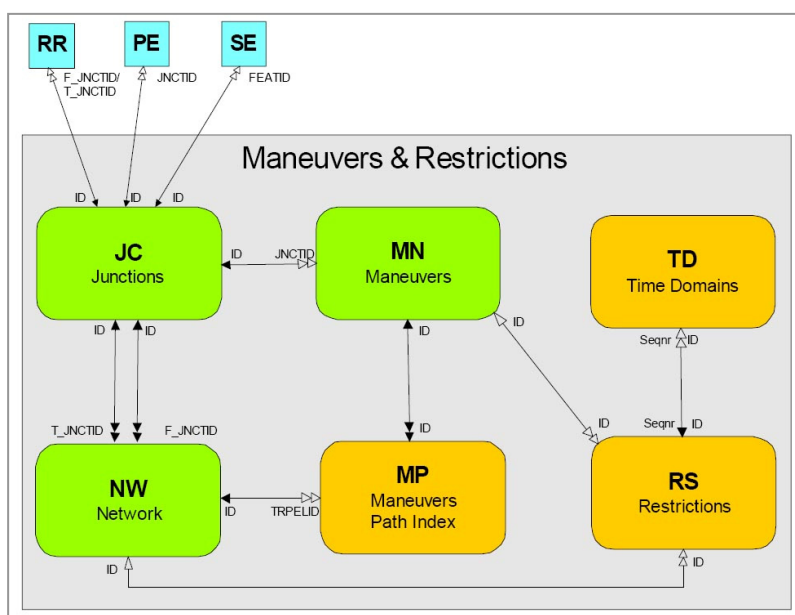 RR
PE
SE
F_JNCTID/
T_JNCTID
JNCTID
FEATID
Maneuvers & Restrictions
ID
ID
ID
JC
Junctions
ID
JNCTID
MN
Maneuvers
TD
Time Domains
ID
ID
ID
ID
Seqnr
ID
T_JNCTID
F_JNCTID
ID
ID
Seqnr
ID
NW
Network
ID
TRPELID
MP
Maneuvers
Path Index
RS
Restrictions
ID
ID